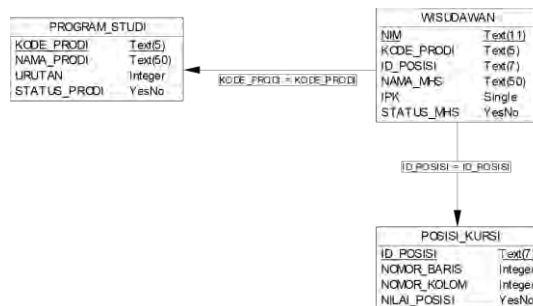 PROGRAM_STUDI
KODE_PRODI Text(5)
NAMA_PRODI Text(50)
URUTAN Integer
STATUS_PRODI YesNo
KODE_PRODI = KODE_PRODI
WISUDAWAN
NIM Text(11)
KODE_PRODI Text(5)
ID_POSISI Text(7)
NAMA_MHS Text(50)
IPK Single
STATUS_MHS YesNo
ID_POSISI = ID_POSISI
POSISI_KURSI
ID_POSISI Text(7)
NOMOR_BARIS Integer
NOMOR_KOLOM Integer
NILAI_POSISI YesNo